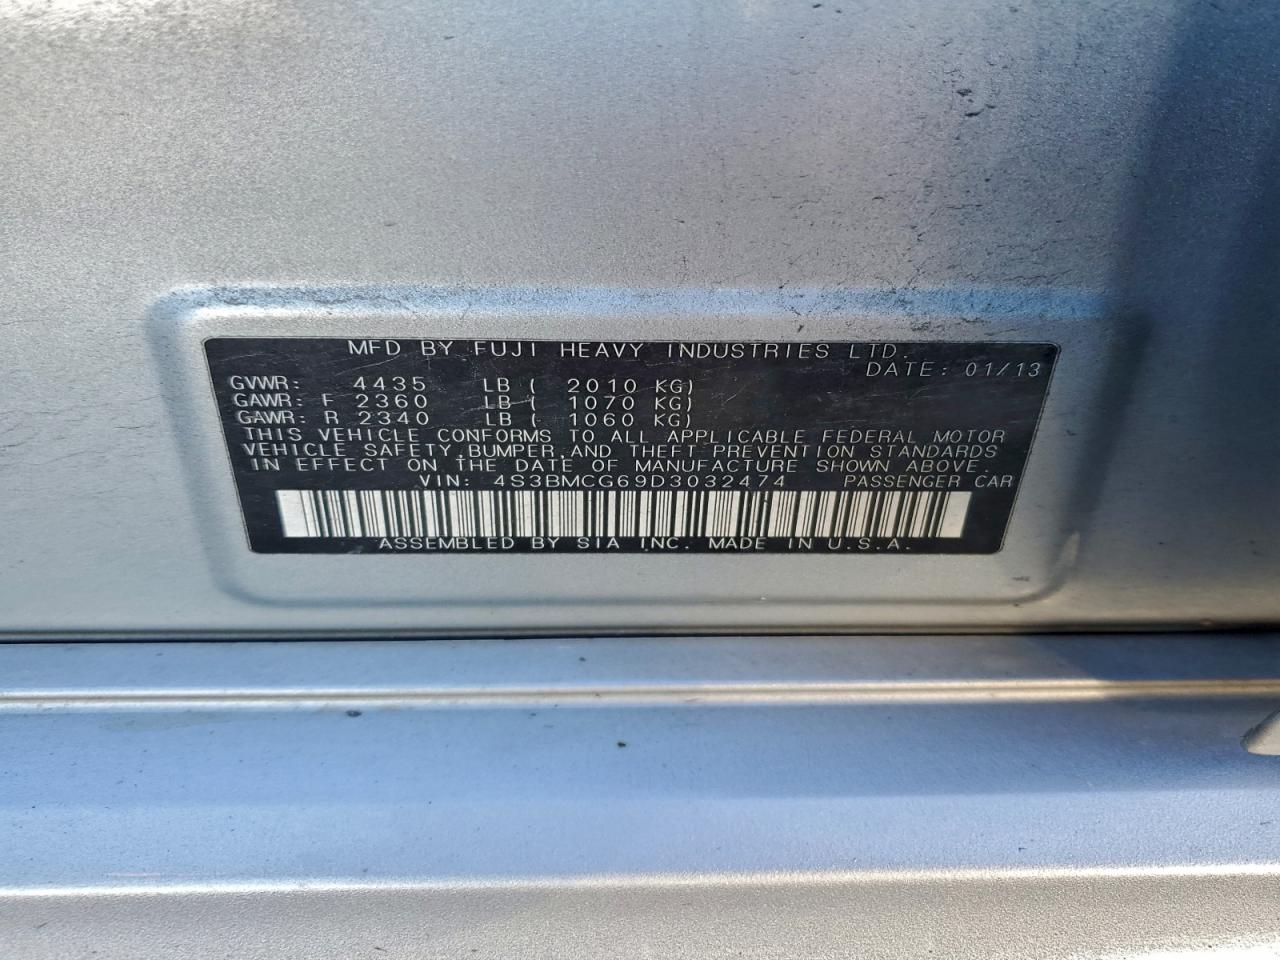 MFD BY FUJI HEAVY INDUSTRIES LTD.
DATE: 01/13
GVWR: 4435 LB ( 2010 KG)
GAWR: F 2360 LB ( 1070 KG)
GAWR: R 2340 LB ( 1060 KG)
THIS VEHICLE CONFORMS TO ALL APPLICABLE FEDERAL MOTOR
VEHICLE SAFETY,BUMPER,AND THEFT PREVENTION STANDARDS
IN EFFECT ON THE DATE OF MANUFACTURE SHOWN ABOVE.
VIN: 4S3BMCG69D3032474 PASSENGER CAR
ASSEMBLED BY SIA INC. MADE IN U.S.A.